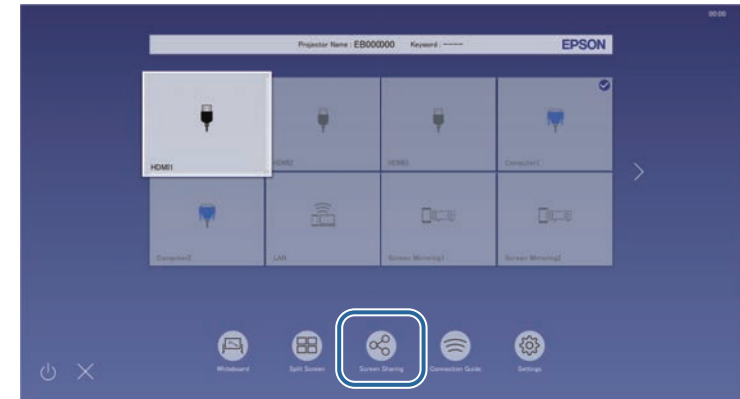 00:00
Projector Name : EB000000 Keyword : ---- EPSON
HDMI1 HDMI2 HDMI3 Computer1
Computer2 LAN Screen Mirroring1 Screen Mirroring2
Whiteboard Split Screen Screen Sharing Connection Guide Settings